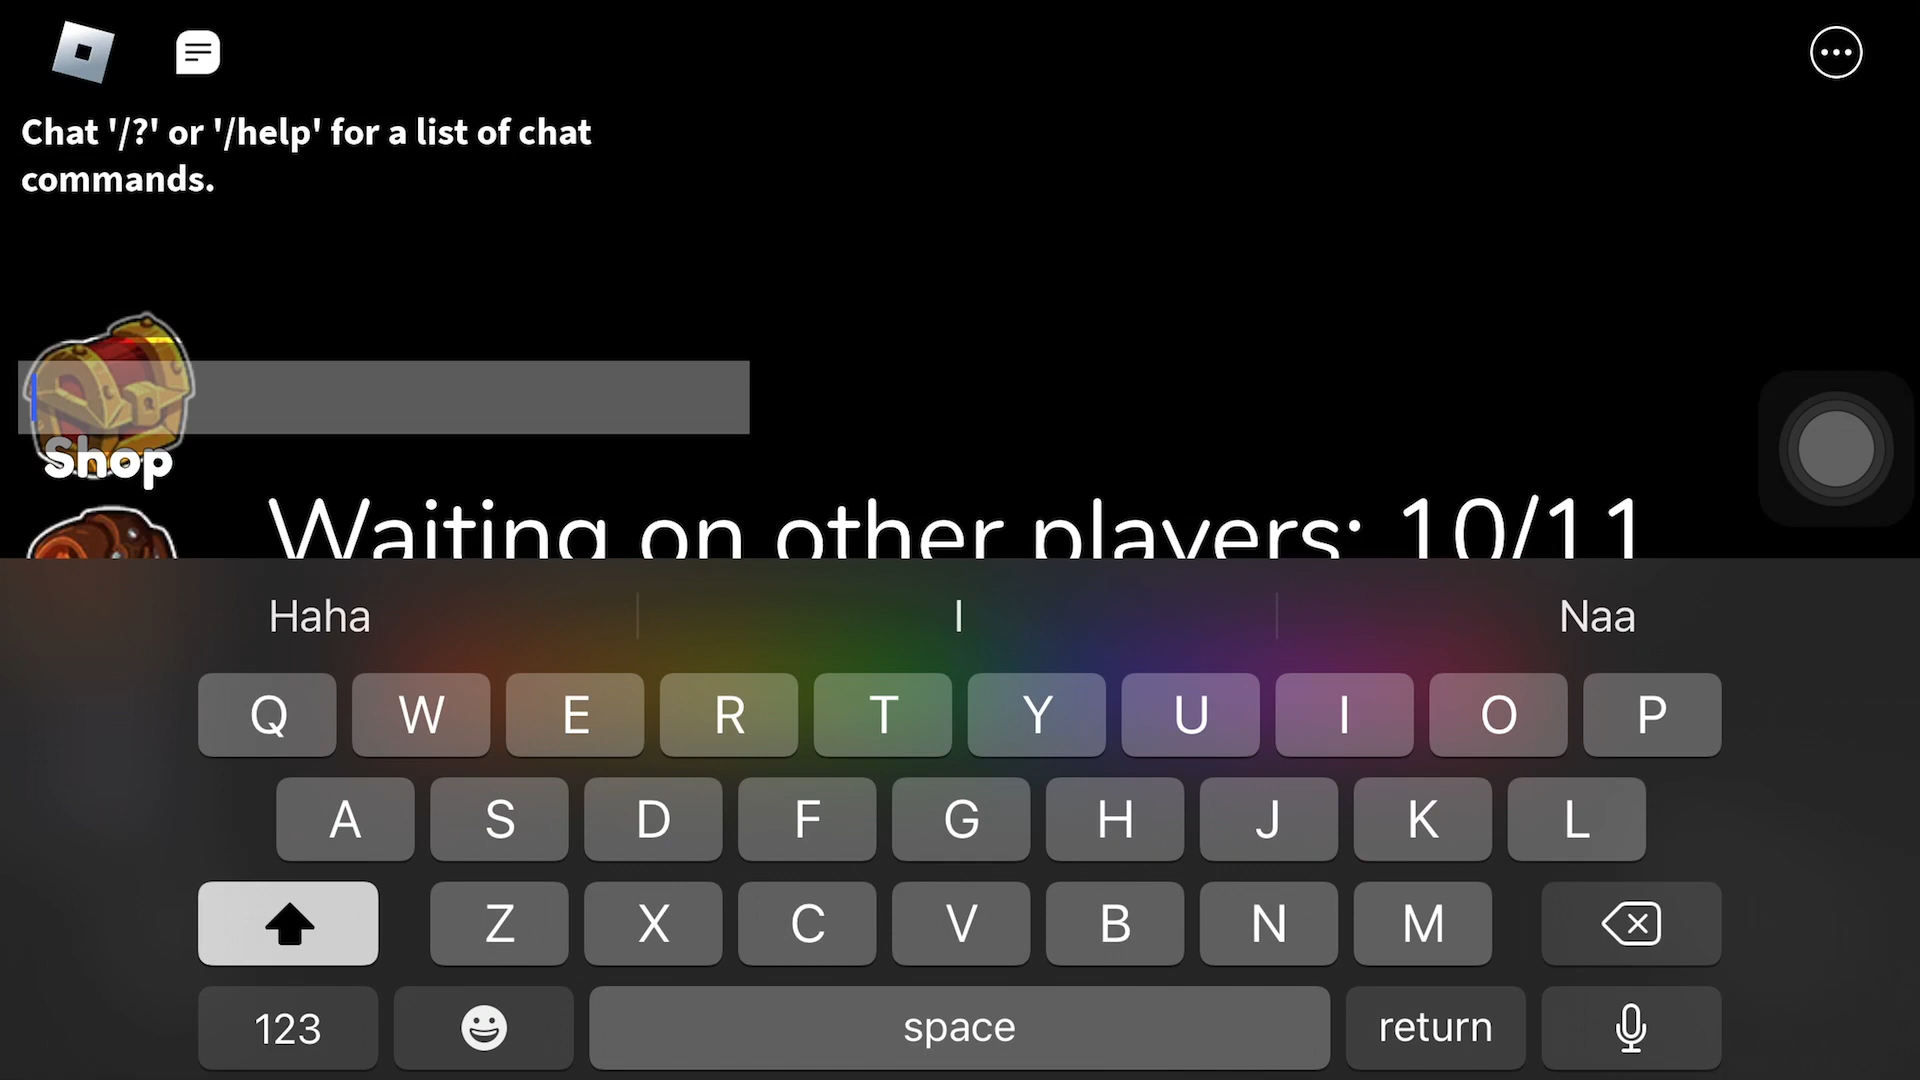 Chat '/?' or '/help' for a list of chat
commands.
Shop
Waiting on other players: 10/11
Haha I Naa
Q W E R T Y U I O P
A S D F G H J K L
Z X C V B N M
123 space return